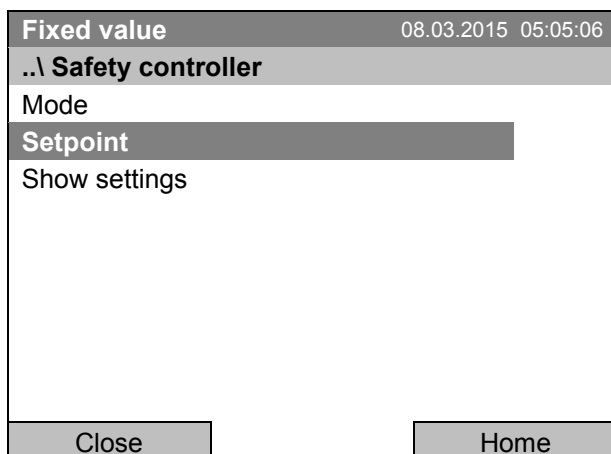 Fixed value 08.03.2015 05:05:06
..\ Safety controller
Mode
Setpoint
Show settings
Close Home